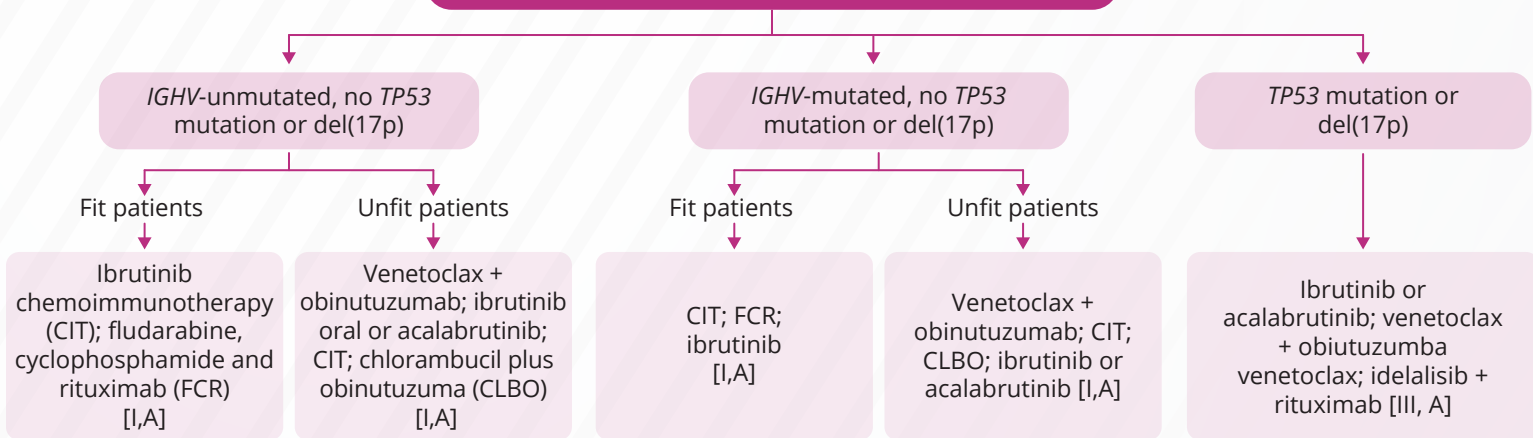 IGHV-unmutated, no TP53
mutation or del(17p)
IGHV-mutated, no TP53
mutation or del(17p)
TP53 mutation or
del(17p)
Fit patients
Unfit patients
Fit patients
Unfit patients
Ibrutinib
chemoimmunotherapy
(CIT); fludarabine,
cyclophosphamide and
rituximab (FCR)
[I,A]
Venetoclax +
obinutuzumab; ibrutinib
oral or acalabrutinib;
CIT; chlorambucil plus
obinutuzuma (CLBO)
[I,A]
CIT; FCR;
ibrutinib
[I,A]
Venetoclax +
obinutuzumab; CIT;
CLBO; ibrutinib or
acalabrutinib [I,A]
Ibrutinib or
acalabrutinib; venetoclax
+ obiutuzumba
venetoclax; idelalisib +
rituximab [III, A]